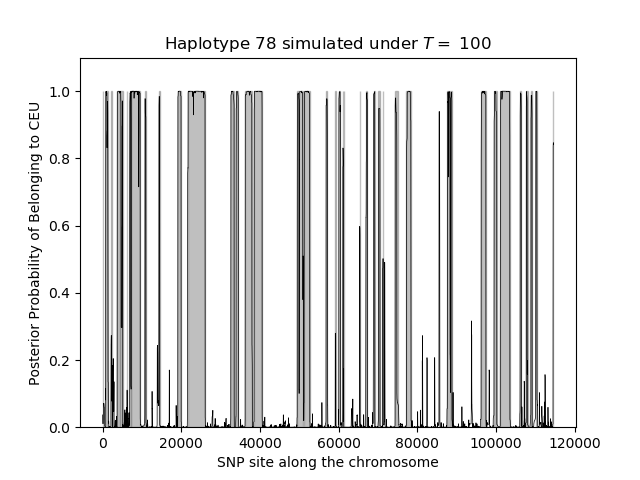 Haplotype 78 simulated under T = 100
Posterior Probability of Belonging to CEU
1.0
0.8
0.6
0.4
0.2
0.0
0 20000 40000 60000 80000 100000 120000
SNP site along the chromosome